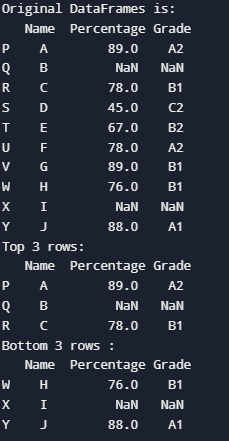 Original DataFrames is:
   Name  Percentage Grade
P    A        89.0    A2
Q    B         NaN   NaN
R    C        78.0    B1
S    D        45.0    C2
T    E        67.0    B2
U    F        78.0    A2
V    G        89.0    B1
W    H        76.0    B1
X    I         NaN   NaN
Y    J        88.0    A1
Top 3 rows:
   Name  Percentage Grade
P    A        89.0    A2
Q    B         NaN   NaN
R    C        78.0    B1
Bottom 3 rows :
   Name  Percentage Grade
W    H        76.0    B1
X    I         NaN   NaN
Y    J        88.0    A1